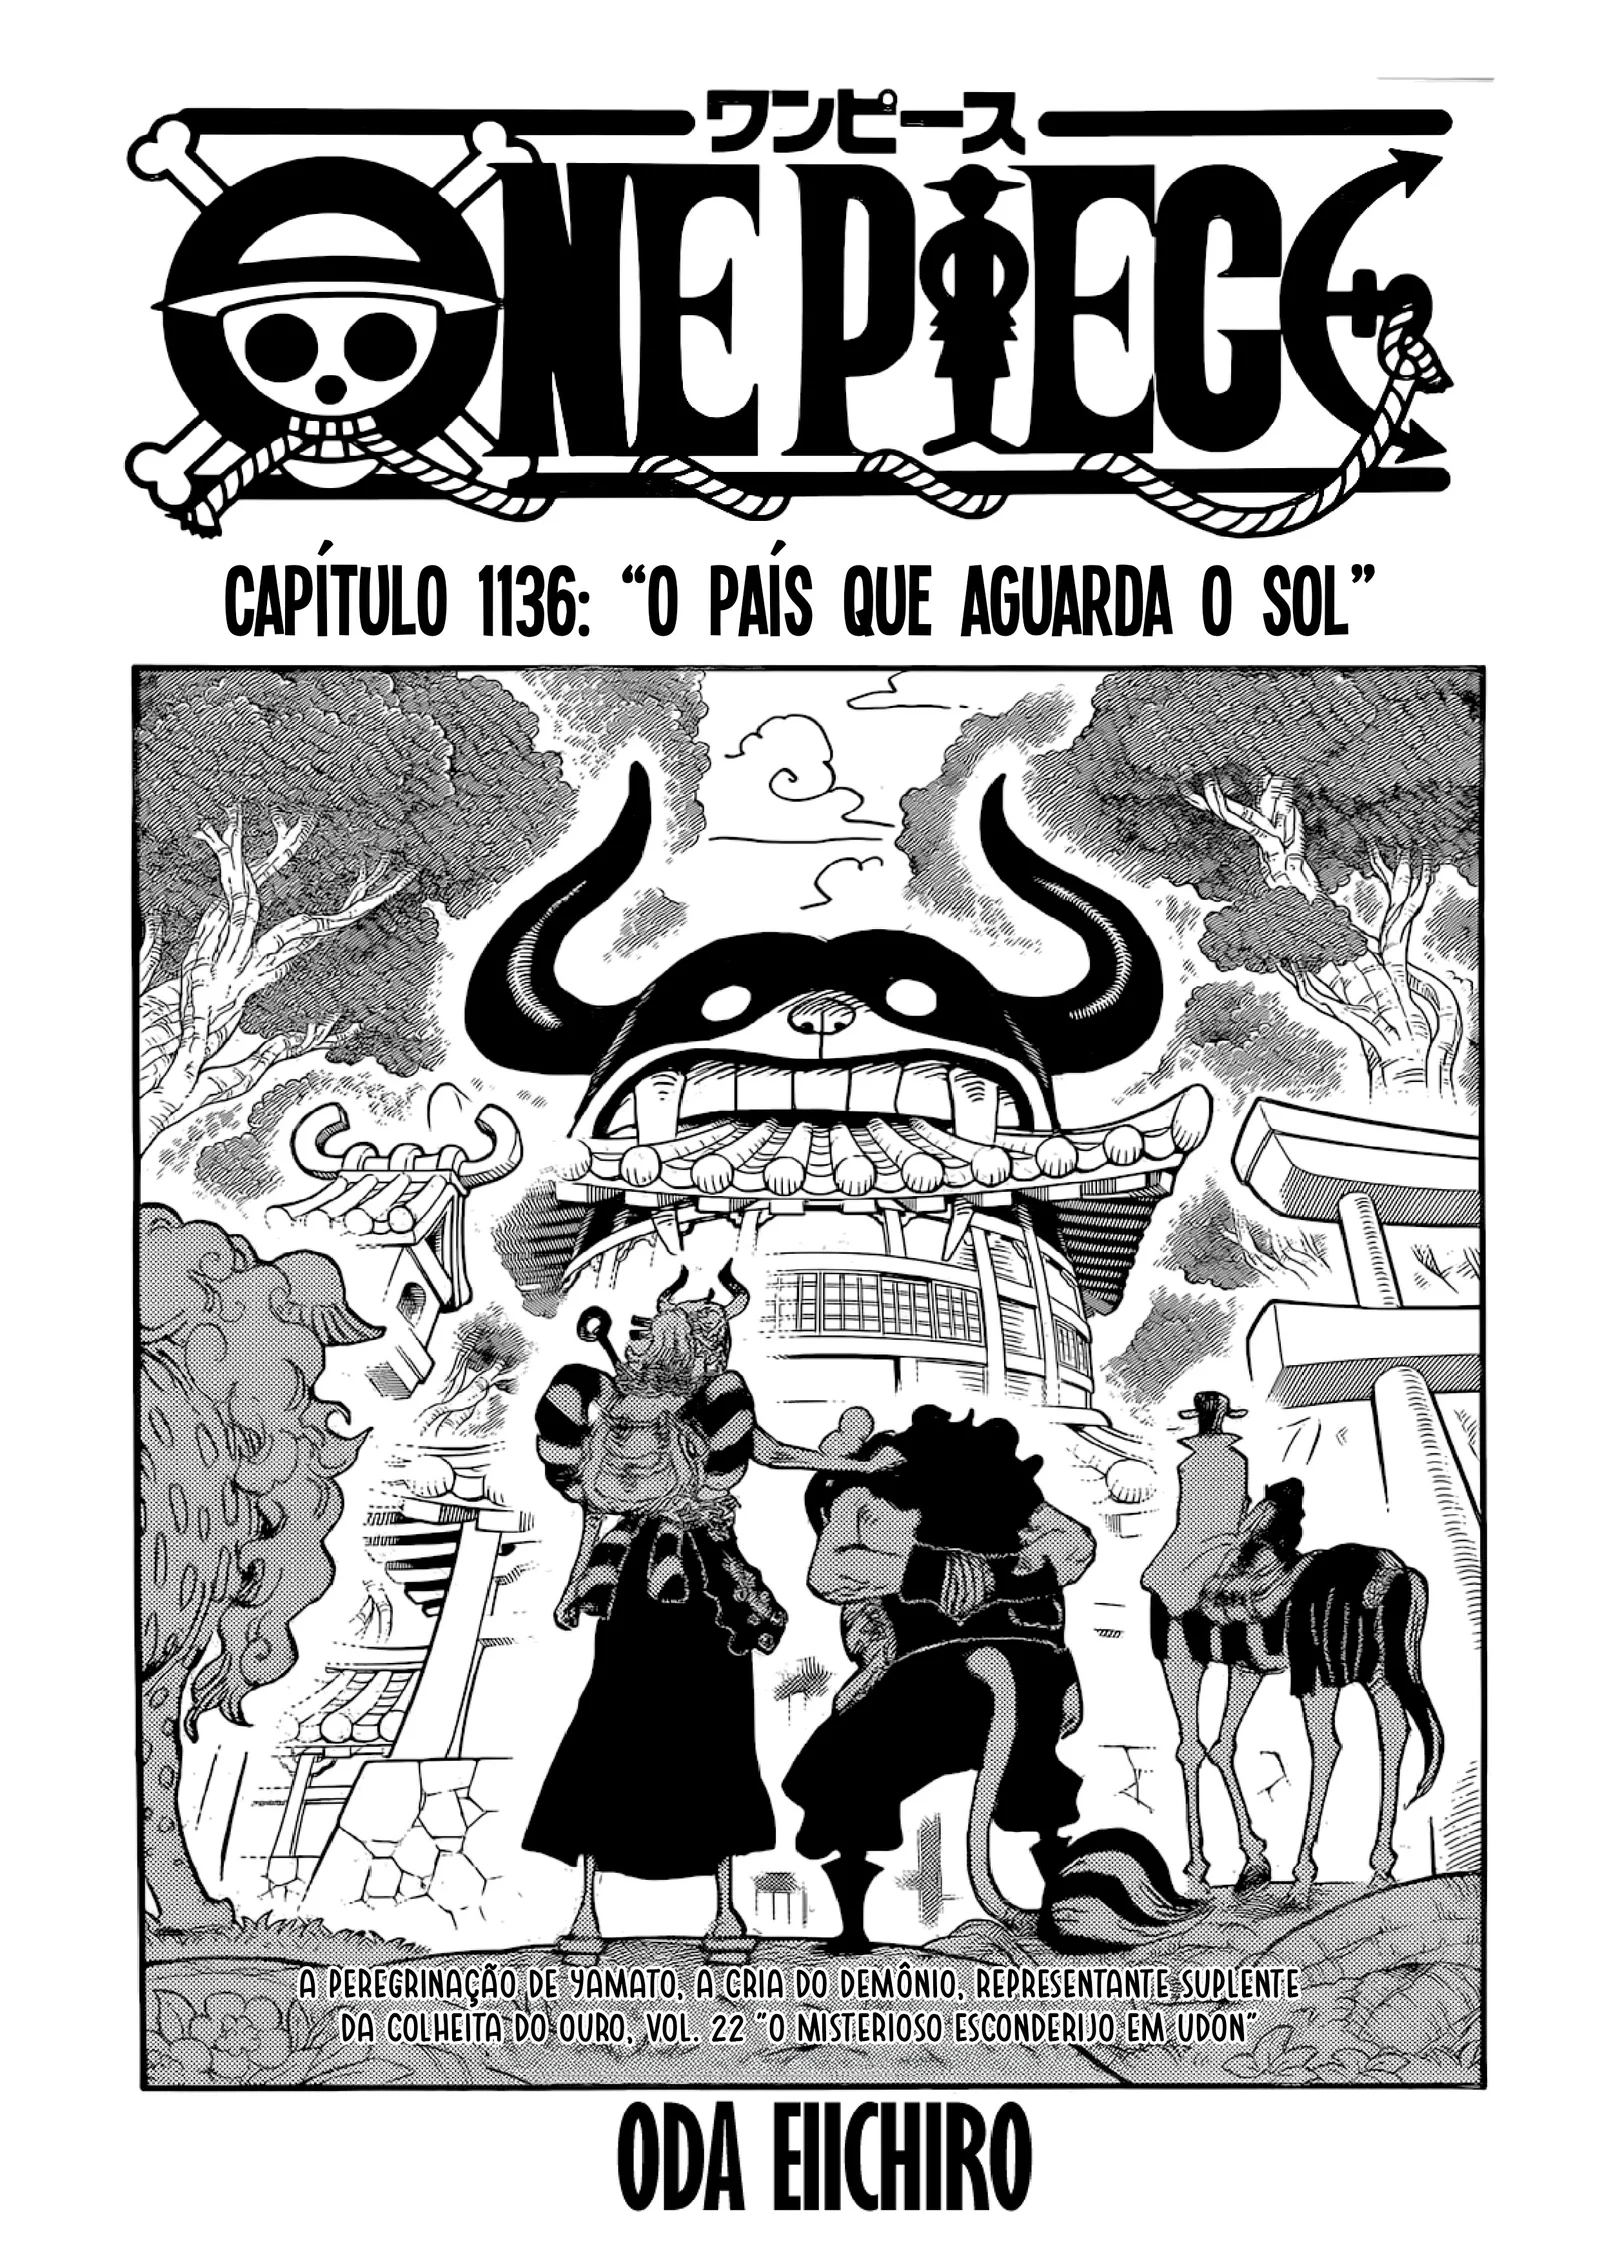 ワンピース
ONE PIECE
CAPÍTULO 1136: “O PAÍS QUE AGUARDA O SOL”
A PEREGRINAÇÃO DE YAMATO, A CRIA DO DEMÔNIO, REPRESENTANTE SUPLENTE
DA COLHEITA DO OURO, VOL. 22 "O MISTERIOSO ESCONDERIJO EM UDON"
ODA EIICHIRO